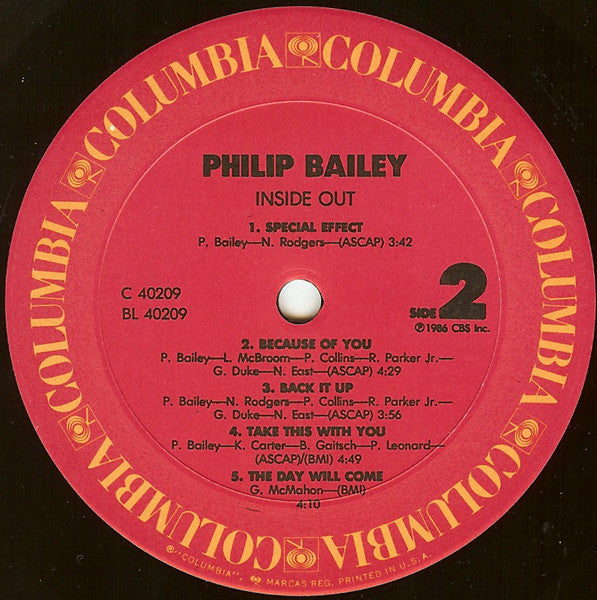 COLUMBIA COLUMBIA COLUMBIA COLUMBIA COLUMBIA COLUMBIA
PHILIP BAILEY
INSIDE OUT
1. SPECIAL EFFECT
P. Bailey—N. Rodgers—(ASCAP) 3:42
C 40209
BL 40209
SIDE 2
℗1986 CBS Inc.
2. BECAUSE OF YOU
P. Bailey—L. McBroom—P. Collins—R. Parker Jr.—
G. Duke—N. East—(ASCAP) 4:29
3. BACK IT UP
P. Bailey—N. Rodgers—P. Collins—R. Parker Jr.—
G. Duke—N. East—(ASCAP) 3:56
4. TAKE THIS WITH YOU
P. Bailey—K. Carter—B. Gaitsch—P. Leonard—
(ASCAP)/(BMI) 4:49
5. THE DAY WILL COME
G. McMahon—(BMI)
4:10
®"COLUMBIA", MARCAS REG. PRINTED IN U.S.A.